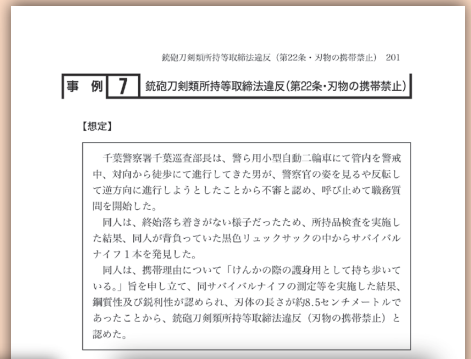 銃砲刀剣類所持等取締法違反（第22条・刃物の携帯禁止） 201
事 例 7 銃砲刀剣類所持等取締法違反(第22条・刃物の携帯禁止)
【想定】
千葉警察署千葉巡査部長は、警ら用小型自動二輪車にて管内を警戒
中、対向から徒歩にて進行してきた男が、警察官の姿を見るや反転し
て逆方向に進行しようとしたことから不審と認め、呼び止めて職務質
問を開始した。
同人は、終始落ち着きがない様子だったため、所持品検査を実施し
た結果、同人が背負っていた黒色リュックサックの中からサバイバル
ナイフ１本を発見した。
同人は、携帯理由について「けんかの際の護身用として持ち歩いて
いる。」旨を申し立て、同サバイバルナイフの測定等を実施した結果、
鋼質性及び鋭利性が認められ、刃体の長さが約8.5センチメートルで
あったことから、銃砲刀剣類所持等取締法違反（刃物の携帯禁止）と
認めた。